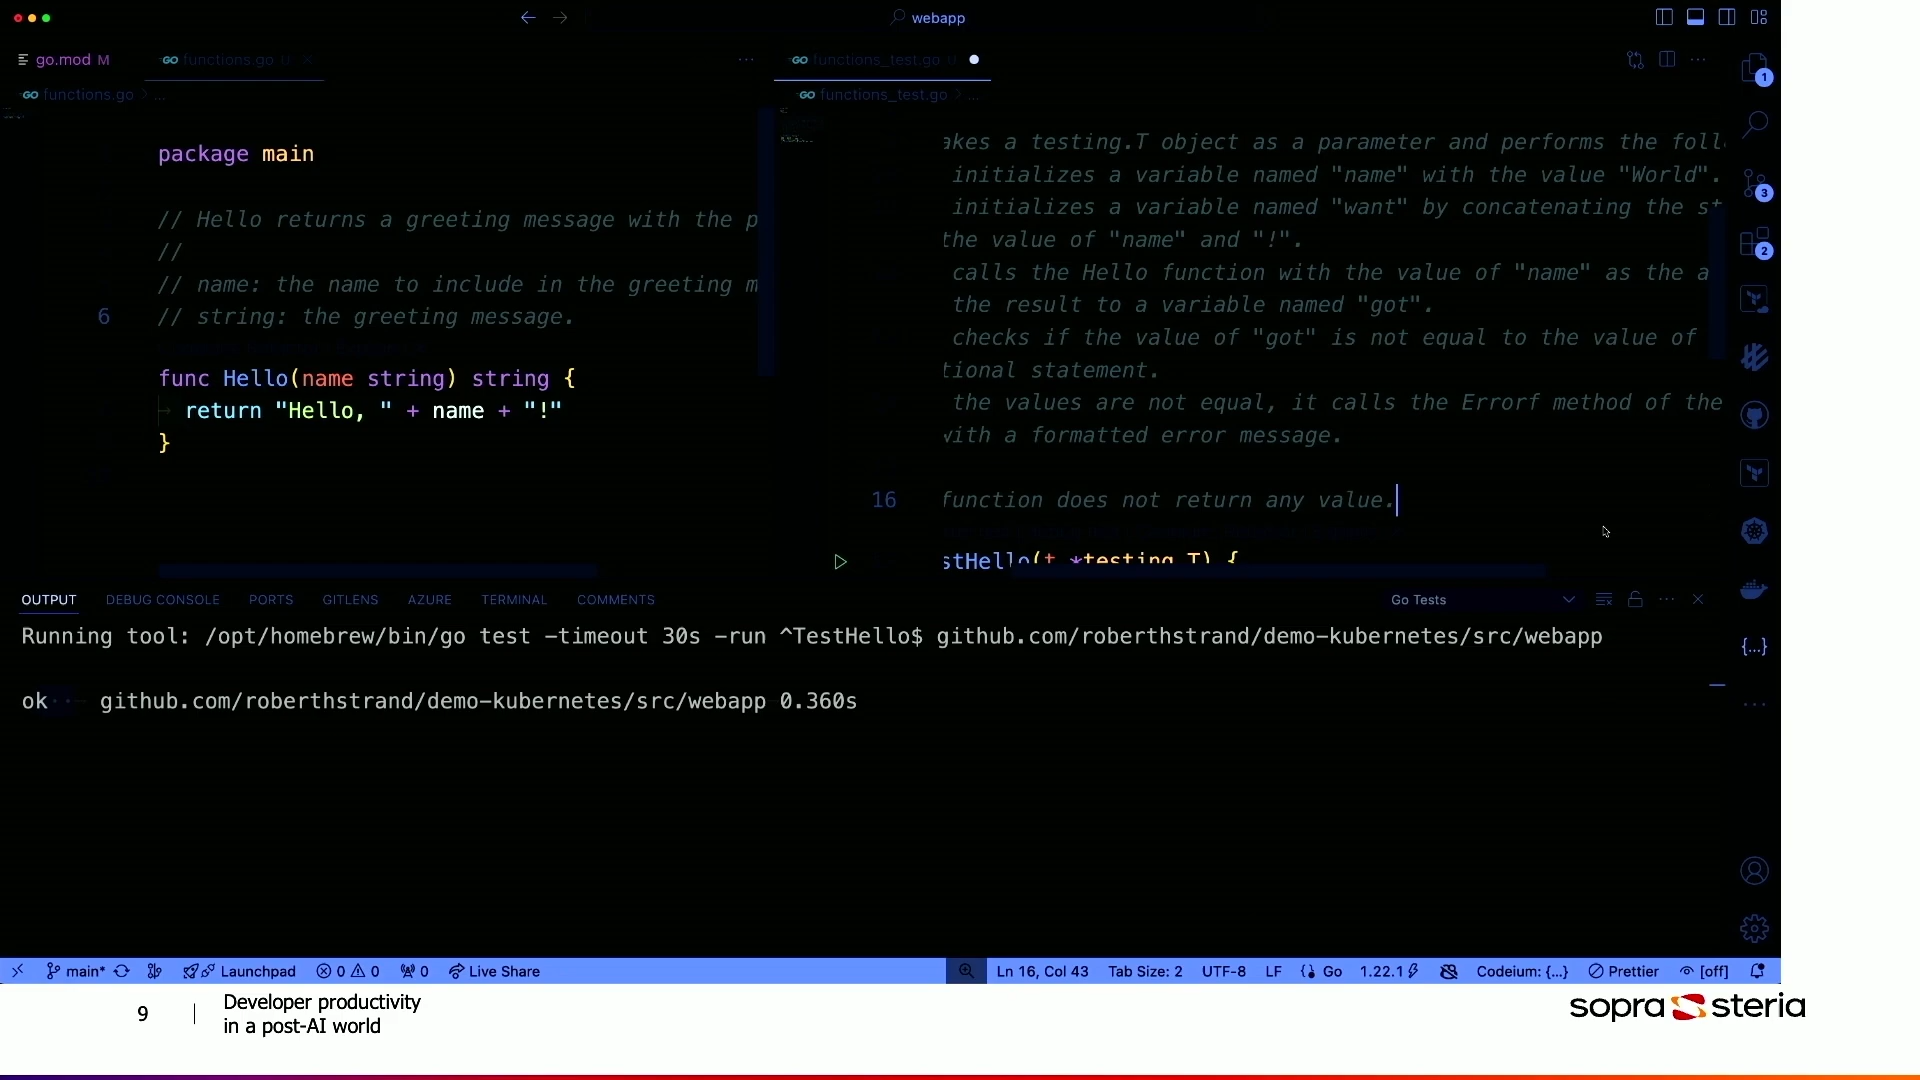 webapp
go.mod M
functions.go U
functions_test.go U
functions.go > ...
functions_test.go > ...
package main
// Hello returns a greeting message with the p
//
// name: the name to include in the greeting m
6 // string: the greeting message.
func Hello(name string) string {
return "Hello, " + name + "!"
}
akes a testing.T object as a parameter and performs the foll
initializes a variable named "name" with the value "World".
initializes a variable named "want" by concatenating the st
the value of "name" and "!".
calls the Hello function with the value of "name" as the a
the result to a variable named "got".
checks if the value of "got" is not equal to the value of
tional statement.
the values are not equal, it calls the Errorf method of the
with a formatted error message.
16 function does not return any value.
stHello(t *testing.T) {
1
3
2
OUTPUT DEBUG CONSOLE PORTS GITLENS AZURE TERMINAL COMMENTS Go Tests
Running tool: /opt/homebrew/bin/go test -timeout 30s -run ^TestHello$ github.com/roberthstrand/demo-kubernetes/src/webapp
ok github.com/roberthstrand/demo-kubernetes/src/webapp 0.360s
{...}
main* Launchpad 0 0 0 Live Share Ln 16, Col 43 Tab Size: 2 UTF-8 LF Go 1.22.1 Codeium: {...} Prettier [off]
9 Developer productivity
in a post-AI world
sopra steria